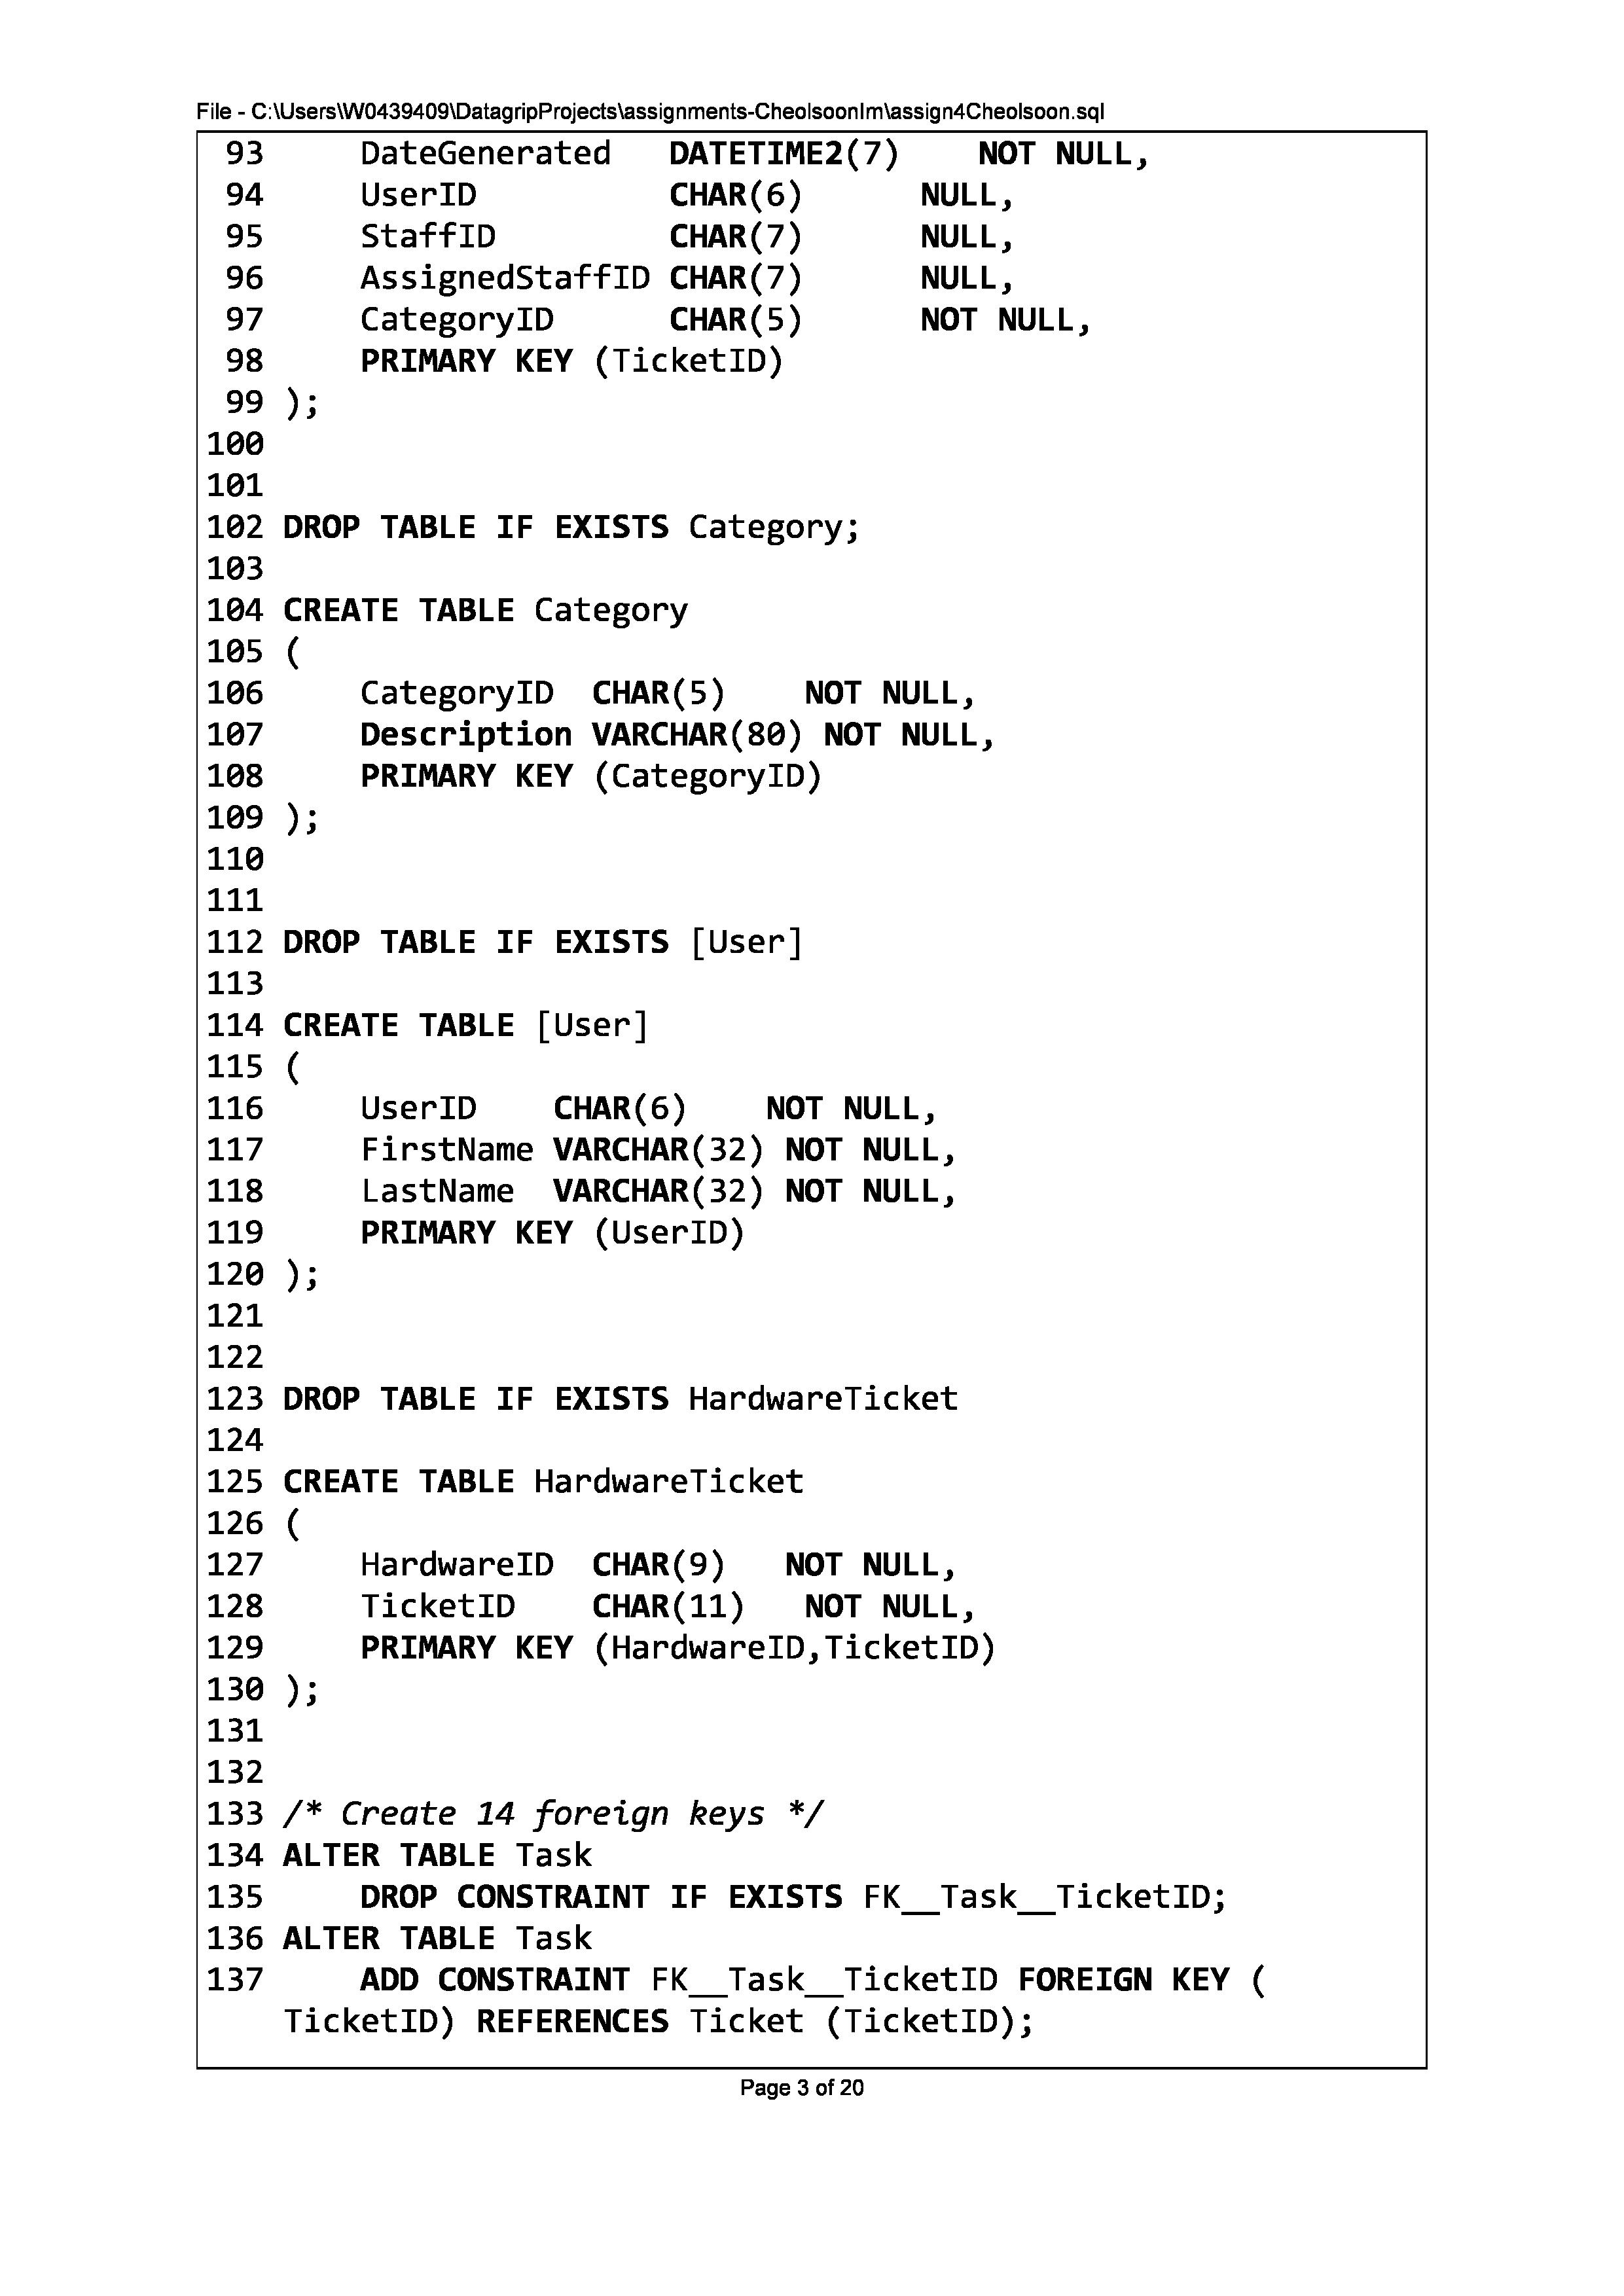 File - C:\Users\W0439409\DatagripProjects\assignments-CheolsoonIm\assign4Cheolsoon.sql
93     DateGenerated   DATETIME2(7)    NOT NULL,
94     UserID          CHAR(6)      NULL,
95     StaffID         CHAR(7)      NULL,
96     AssignedStaffID CHAR(7)      NULL,
97     CategoryID      CHAR(5)      NOT NULL,
98     PRIMARY KEY (TicketID)
99 );
100
101
102 DROP TABLE IF EXISTS Category;
103
104 CREATE TABLE Category
105 (
106     CategoryID  CHAR(5)    NOT NULL,
107     Description VARCHAR(80) NOT NULL,
108     PRIMARY KEY (CategoryID)
109 );
110
111
112 DROP TABLE IF EXISTS [User]
113
114 CREATE TABLE [User]
115 (
116     UserID    CHAR(6)    NOT NULL,
117     FirstName VARCHAR(32) NOT NULL,
118     LastName  VARCHAR(32) NOT NULL,
119     PRIMARY KEY (UserID)
120 );
121
122
123 DROP TABLE IF EXISTS HardwareTicket
124
125 CREATE TABLE HardwareTicket
126 (
127     HardwareID  CHAR(9)   NOT NULL,
128     TicketID    CHAR(11)   NOT NULL,
129     PRIMARY KEY (HardwareID,TicketID)
130 );
131
132
133 /* Create 14 foreign keys */
134 ALTER TABLE Task
135     DROP CONSTRAINT IF EXISTS FK__Task__TicketID;
136 ALTER TABLE Task
137     ADD CONSTRAINT FK__Task__TicketID FOREIGN KEY (
TicketID) REFERENCES Ticket (TicketID);
Page 3 of 20